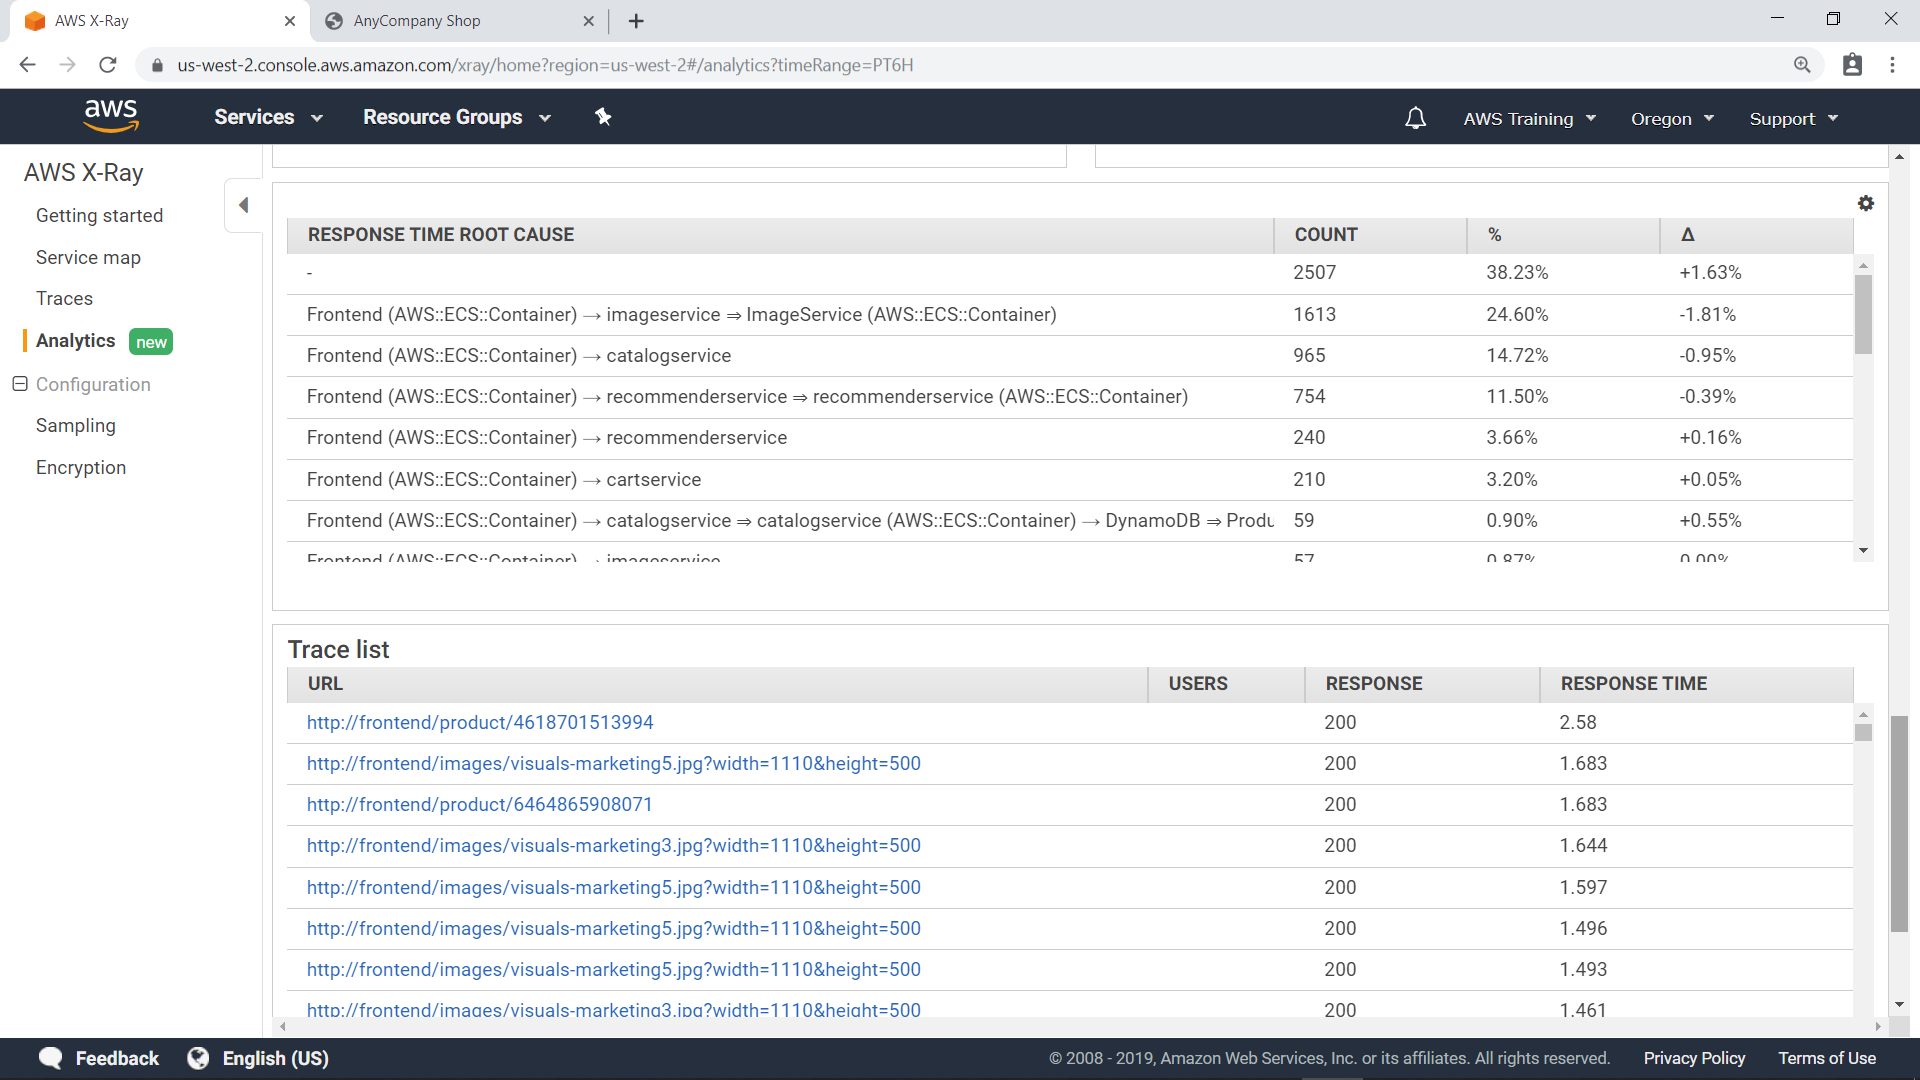 AWS X-Ray
AnyCompany Shop
us-west-2.console.aws.amazon.com/xray/home?region=us-west-2#/analytics?timeRange=PT6H
aws
Services
Resource Groups
AWS Training
Oregon
Support
AWS X-Ray
Getting started
Service map
Traces
Analytics new
Configuration
Sampling
Encryption
RESPONSE TIME ROOT CAUSE COUNT % Δ
- 2507 38.23% +1.63%
Frontend (AWS::ECS::Container) → imageservice ⇒ ImageService (AWS::ECS::Container) 1613 24.60% -1.81%
Frontend (AWS::ECS::Container) → catalogservice 965 14.72% -0.95%
Frontend (AWS::ECS::Container) → recommenderservice ⇒ recommenderservice (AWS::ECS::Container) 754 11.50% -0.39%
Frontend (AWS::ECS::Container) → recommenderservice 240 3.66% +0.16%
Frontend (AWS::ECS::Container) → cartservice 210 3.20% +0.05%
Frontend (AWS::ECS::Container) → catalogservice ⇒ catalogservice (AWS::ECS::Container) → DynamoDB ⇒ Produ 59 0.90% +0.55%
Frontend (AWS::ECS::Container) → imageservice 57 0.87% 0.00%
Trace list
URL USERS RESPONSE RESPONSE TIME
http://frontend/product/4618701513994 200 2.58
http://frontend/images/visuals-marketing5.jpg?width=1110&height=500 200 1.683
http://frontend/product/6464865908071 200 1.683
http://frontend/images/visuals-marketing3.jpg?width=1110&height=500 200 1.644
http://frontend/images/visuals-marketing5.jpg?width=1110&height=500 200 1.597
http://frontend/images/visuals-marketing5.jpg?width=1110&height=500 200 1.496
http://frontend/images/visuals-marketing5.jpg?width=1110&height=500 200 1.493
http://frontend/images/visuals-marketing3.jpg?width=1110&height=500 200 1.461
Feedback
English (US)
© 2008 - 2019, Amazon Web Services, Inc. or its affiliates. All rights reserved.
Privacy Policy
Terms of Use